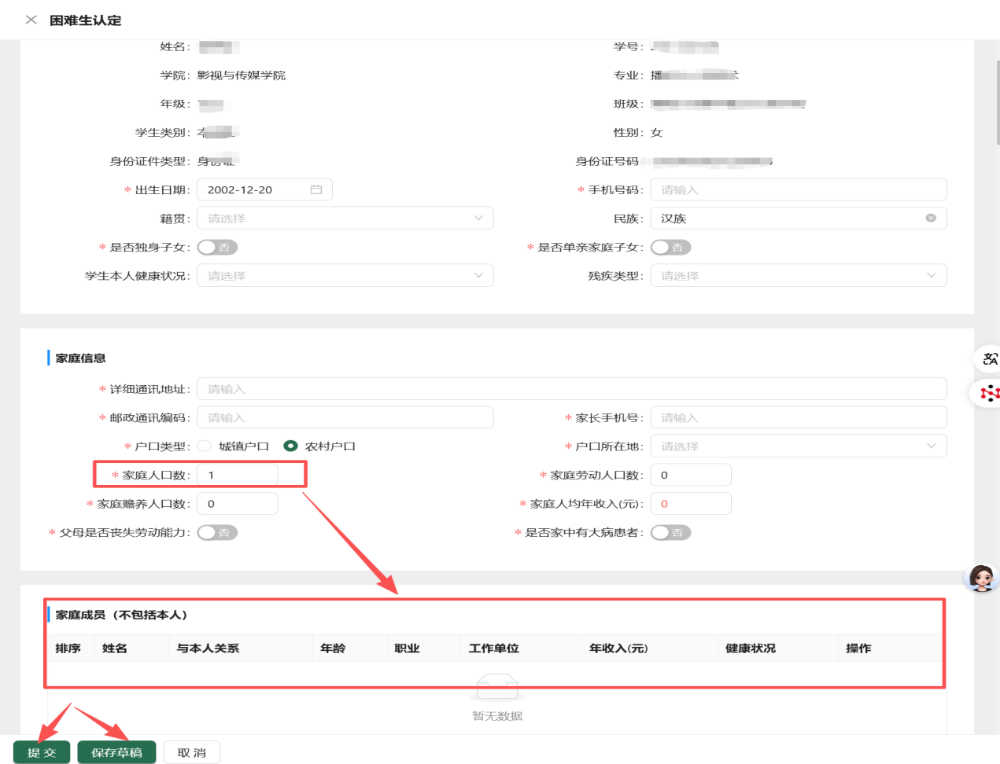 困难生认定
姓名: 学号:
学院: 影视与传媒学院 专业: 播
年级: 班级:
学生类别: 性别: 女
身份证件类型: 身份证 身份证号码
* 出生日期: 2002-12-20 * 手机号码: 请输入
籍贯: 请选择 民族: 汉族
* 是否独身子女: 否 * 是否单亲家庭子女: 否
学生本人健康状况: 请选择 残疾类型: 请选择
家庭信息
* 详细通讯地址: 请输入
* 邮政通讯编码: 请输入 * 家长手机号: 请输入
* 户口类型: 城镇户口 农村户口 * 户口所在地: 请选择
* 家庭人口数: 1 * 家庭劳动人口数: 0
* 家庭赡养人口数: 0 * 家庭人均年收入(元): 0
* 父母是否丧失劳动能力: 否 * 是否家中有大病患者: 否
家庭成员（不包括本人）
排序 姓名 与本人关系 年龄 职业 工作单位 年收入(元) 健康状况 操作
暂无数据
提 交 保存草稿 取 消